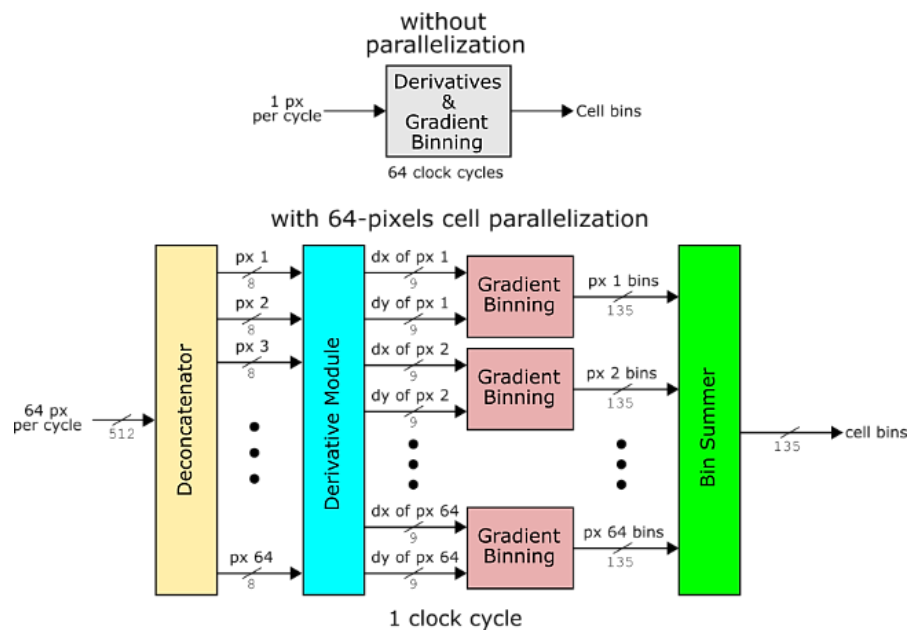 without
parallelization
1 px
per cycle
Derivatives
&
Gradient
Binning
Cell bins
64 clock cycles
with 64-pixels cell parallelization
64 px
per cycle
512
Deconcatenator
px 1
8
px 2
8
px 3
8
px 64
8
Derivative Module
dx of px 1
9
dy of px 1
9
dx of px 2
9
dy of px 2
9
dx of px 64
9
dy of px 64
9
Gradient
Binning
Gradient
Binning
Gradient
Binning
px 1 bins
135
px 2 bins
135
px 64 bins
135
Bin Summer
135
cell bins
1 clock cycle